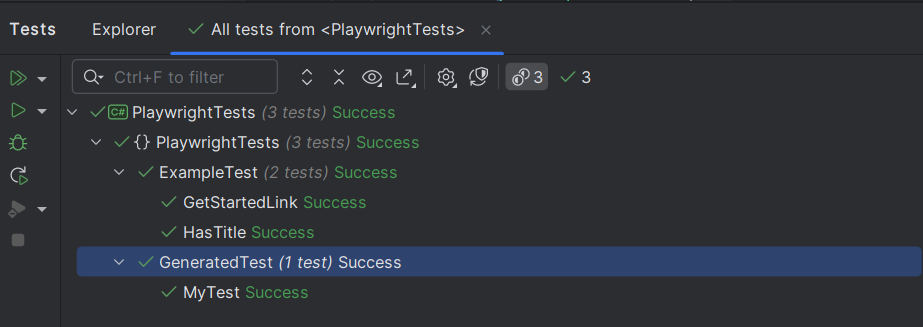 Tests Explorer All tests from <PlaywrightTests>
Ctrl+F to filter 3 3
C# PlaywrightTests (3 tests) Success
{} PlaywrightTests (3 tests) Success
ExampleTest (2 tests) Success
GetStartedLink Success
HasTitle Success
GeneratedTest (1 test) Success
MyTest Success